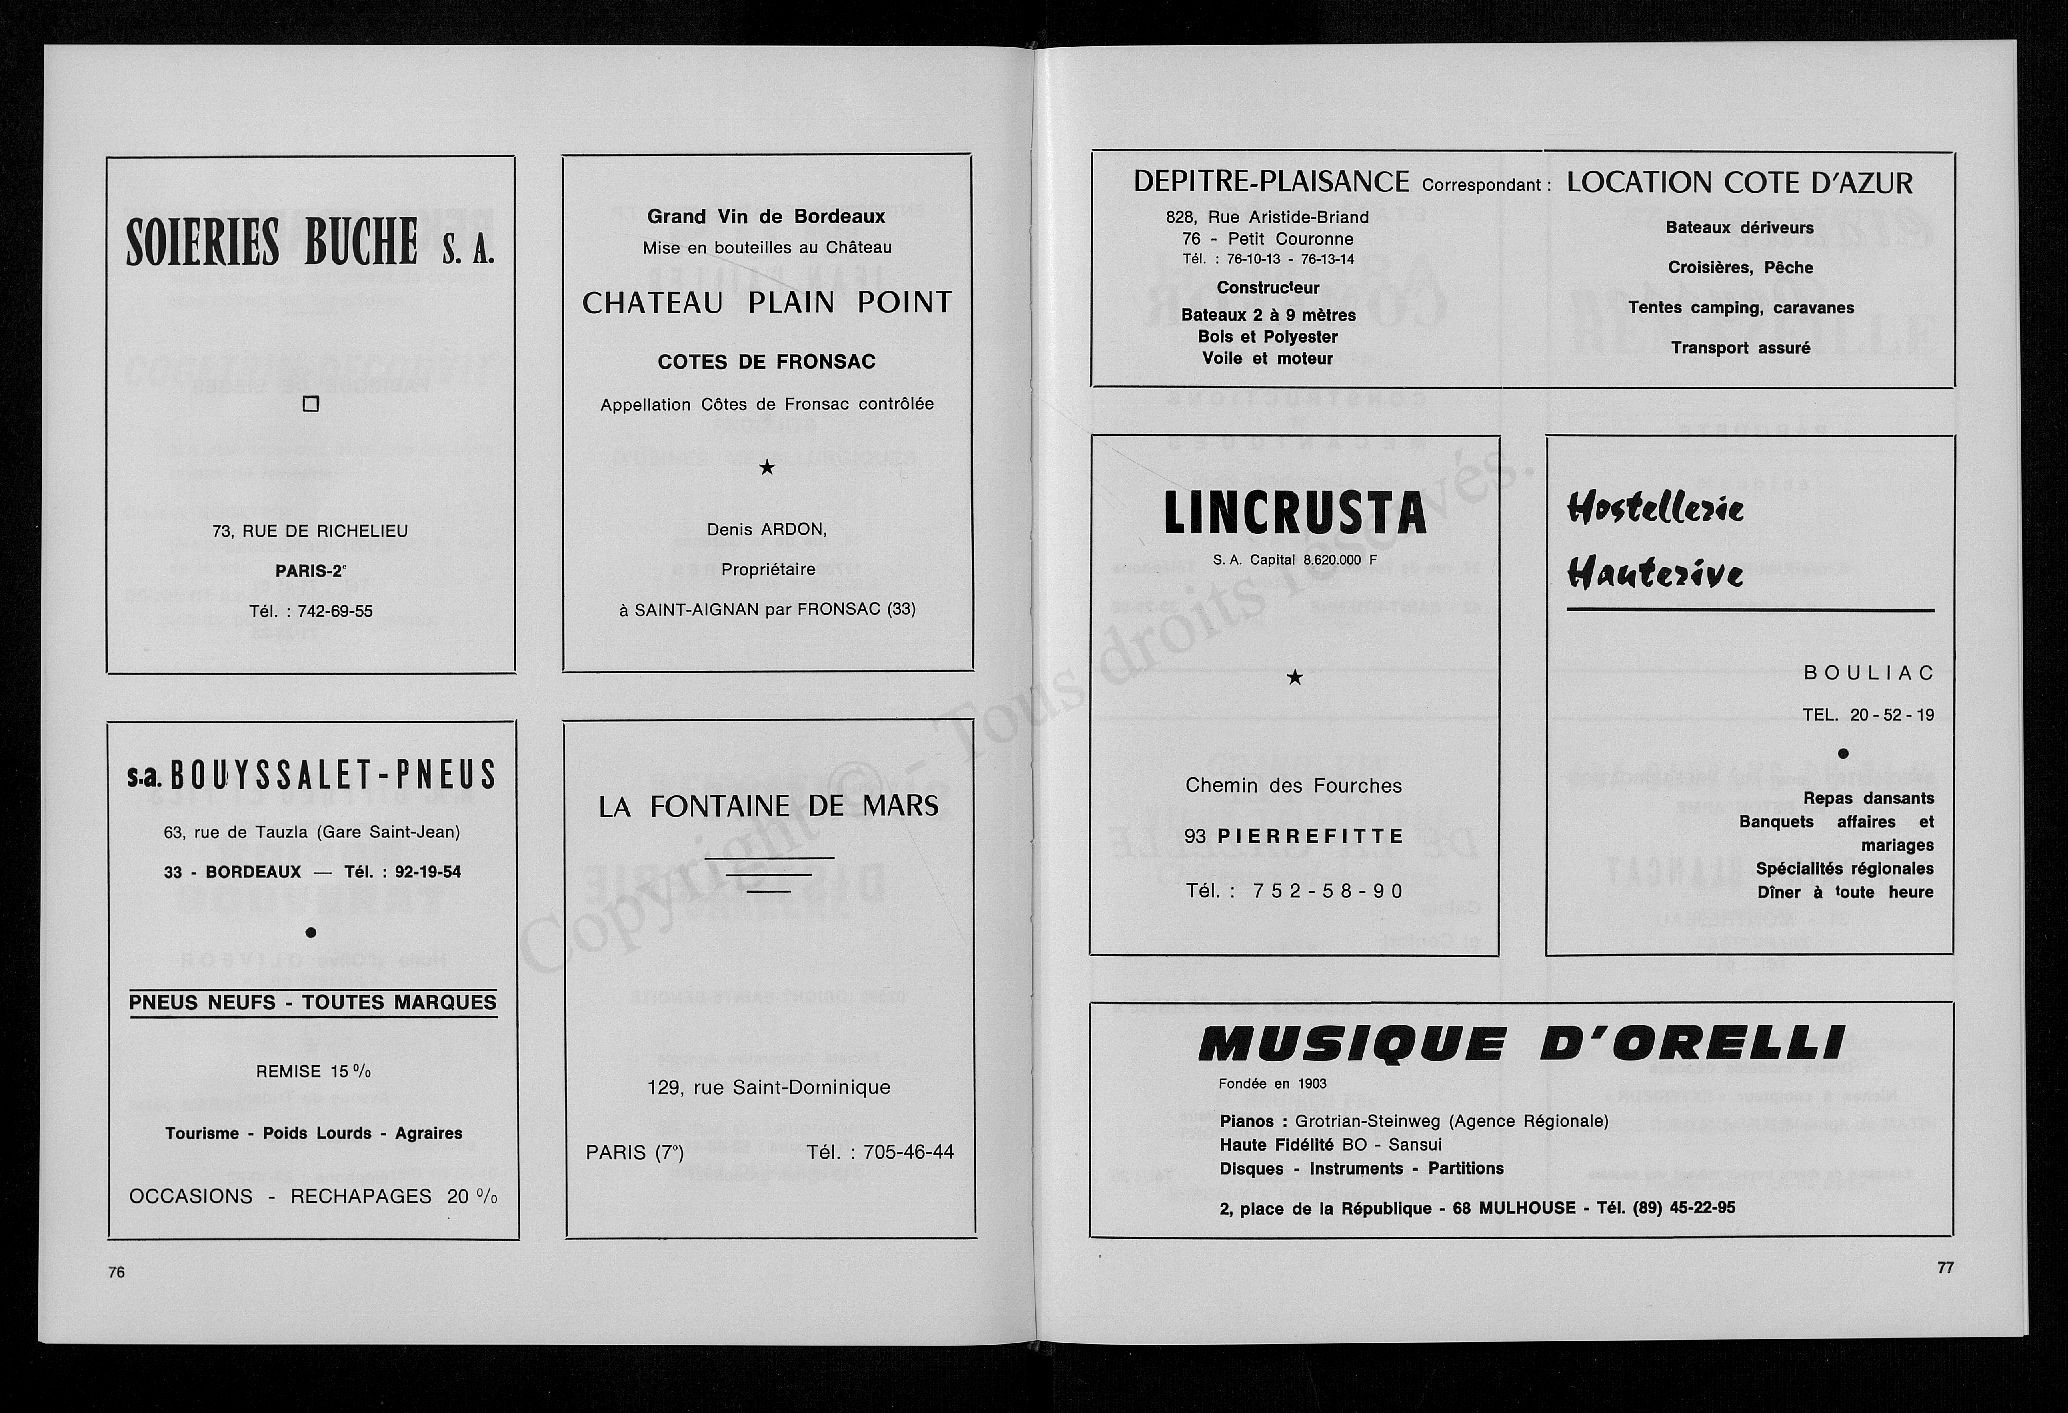 SOIERIES BUCHE S. A.
73, RUE DE RICHELIEU
PARIS-2e
Tél. : 742-69-55
Grand Vin de Bordeaux
Mise en bouteilles au Château
CHATEAU PLAIN POINT
COTES DE FRONSAC
Appellation Côtes de Fronsac contrôlée
Denis ARDON,
Propriétaire
à SAINT-AIGNAN par FRONSAC (33)
s.a. BOUYSSALET-PNEUS
63, rue de Tauzia (Gare Saint-Jean)
33 - BORDEAUX — Tél. : 92-19-54
PNEUS NEUFS - TOUTES MARQUES
REMISE 15 %
Tourisme - Poids Lourds - Agraires
OCCASIONS - RECHAPAGES 20 %
LA FONTAINE DE MARS
129, rue Saint-Dominique
PARIS (7e) Tél. : 705-46-44
76
DEPITRE-PLAISANCE Correspondant : LOCATION COTE D'AZUR
828, Rue Aristide-Briand
76 - Petit Couronne
Tél. : 76-10-13 - 76-13-14
Constructeur
Bateaux 2 à 9 mètres
Bois et Polyester
Voile et moteur
Bateaux dériveurs
Croisières, Pêche
Tentes camping, caravanes
Transport assuré
LINCRUSTA
S. A. Capital 8.620.000 F
Chemin des Fourches
93 PIERREFITTE
Tél. : 752-58-90
Hostellerie
Hauterive
BOULIAC
TEL. 20-52-19
Repas dansants
Banquets affaires et
mariages
Spécialités régionales
Dîner à toute heure
MUSIQUE D'ORELLI
Fondée en 1903
Pianos : Grotrian-Steinweg (Agence Régionale)
Haute Fidélité BO - Sansui
Disques - Instruments - Partitions
2, place de la République - 68 MULHOUSE - Tél. (89) 45-22-95
77
Copyright © - Tous droits réservés.